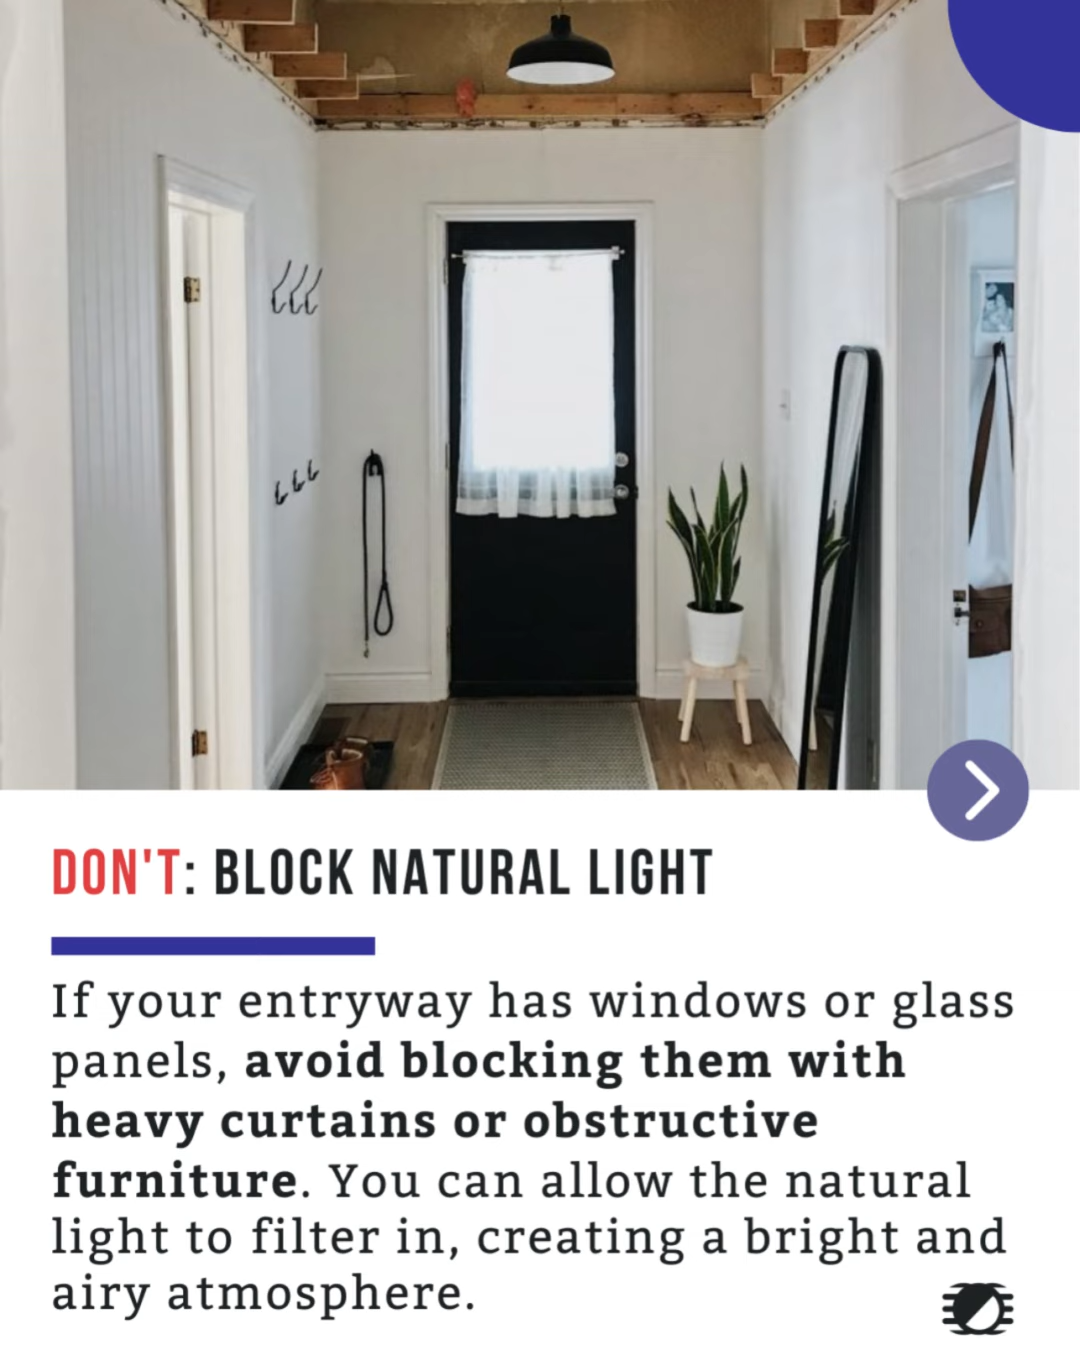 DON'T: BLOCK NATURAL LIGHT
If your entryway has windows or glass
panels, avoid blocking them with
heavy curtains or obstructive
furniture. You can allow the natural
light to filter in, creating a bright and
airy atmosphere.